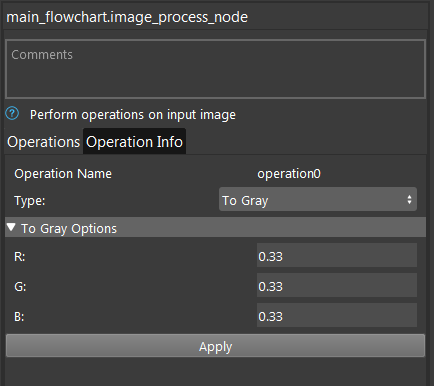 main_flowchart.image_process_node
Comments
? Perform operations on input image
Operations Operation Info
Operation Name operation0
Type: To Gray
To Gray Options
R: 0.33
G: 0.33
B: 0.33
Apply